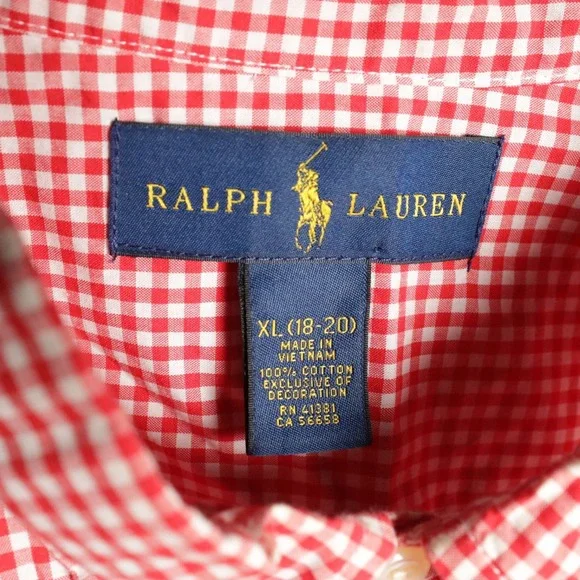 RALPH LAUREN
XL (18-20)
MADE IN
VIETNAM
100% COTTON
EXCLUSIVE OF
DECORATION
RN 41381
CA 56658